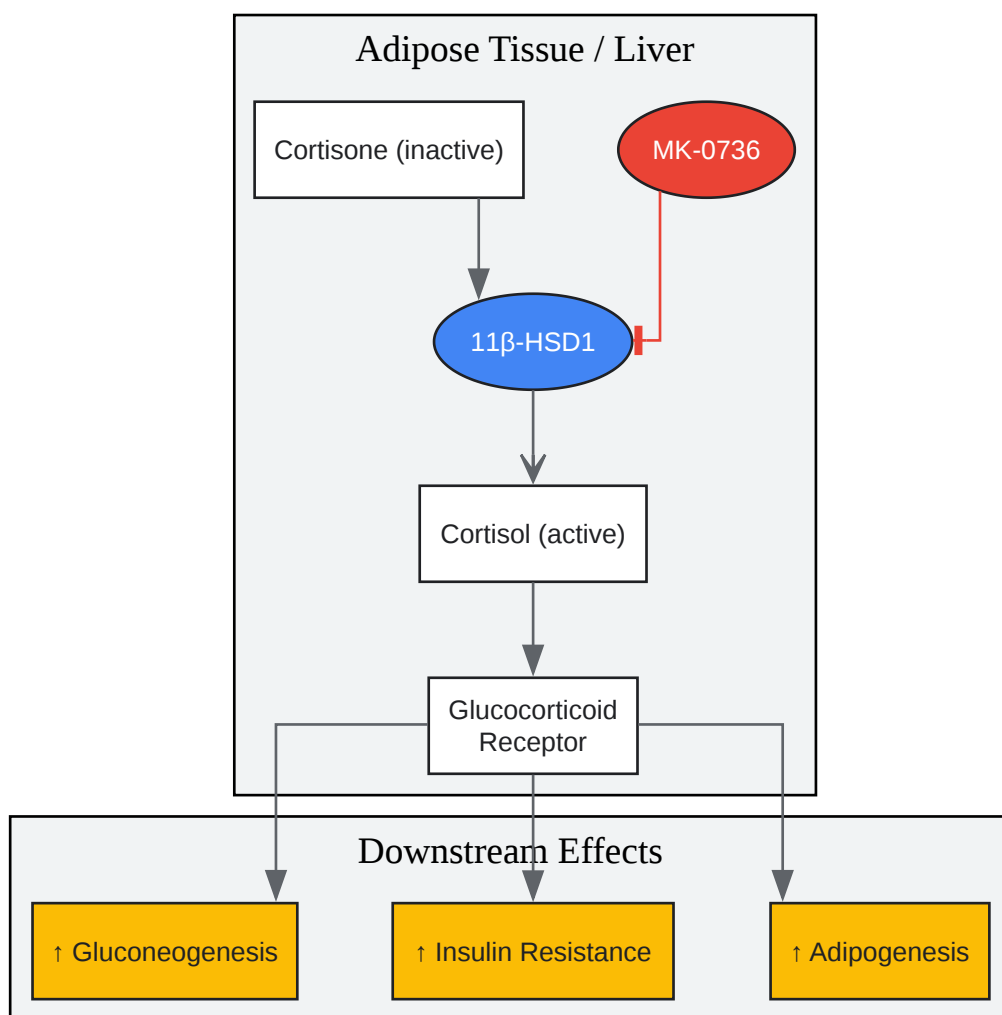 Adipose Tissue / Liver
Cortisone (inactive)
MK-0736
11β-HSD1
Cortisol (active)
Glucocorticoid
Receptor
Downstream Effects
↑ Gluconeogenesis
↑ Insulin Resistance
↑ Adipogenesis